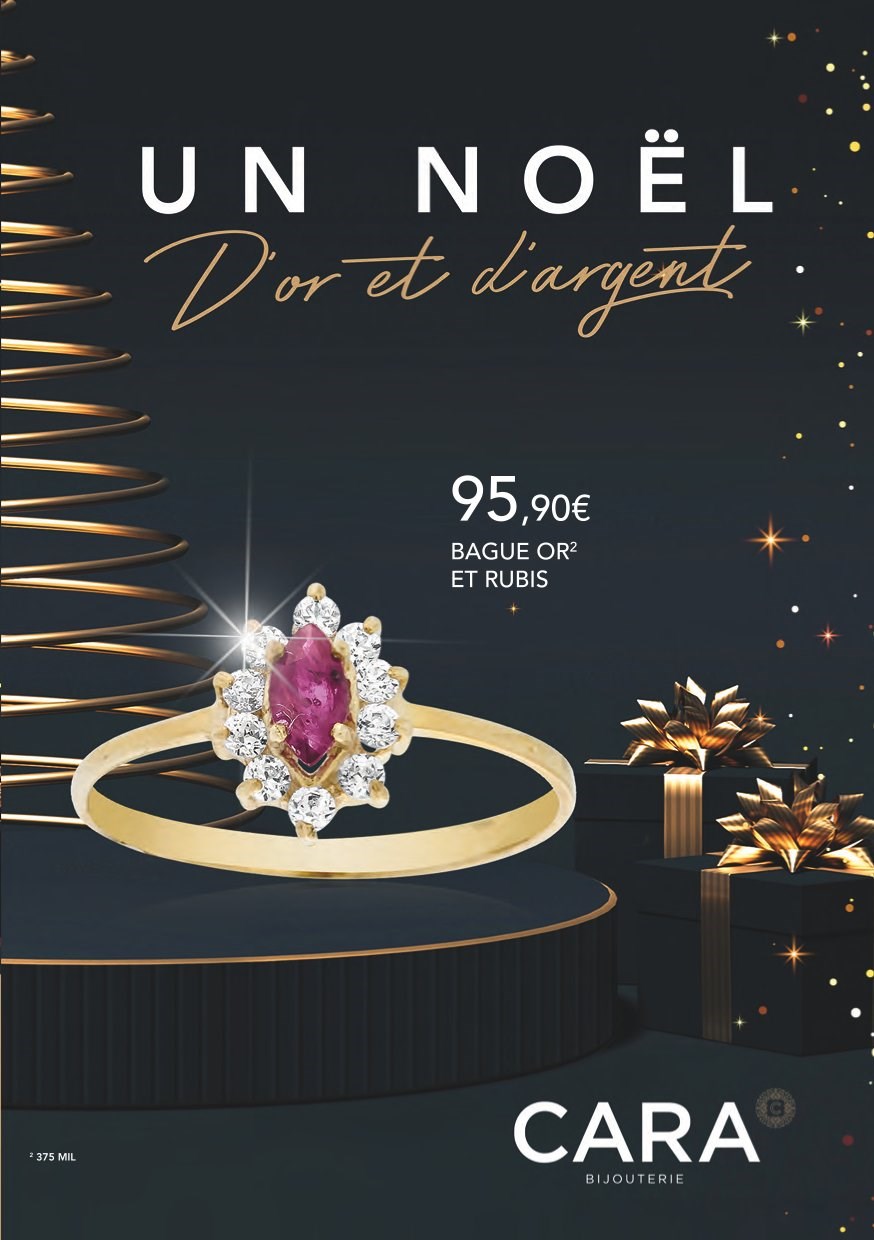 UN NOËL
D'or et d'argent
95,90€
BAGUE OR²
ET RUBIS
CARA
BIJOUTERIE
² 375 MIL